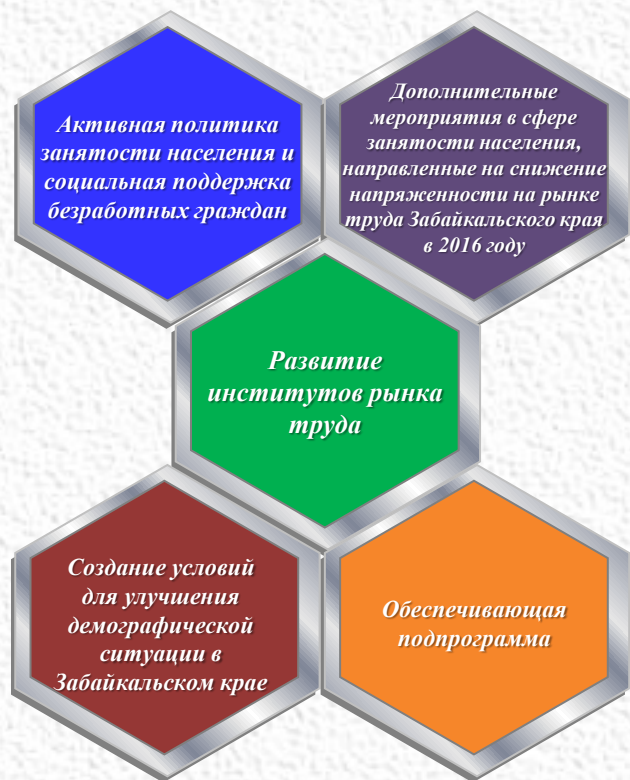 Активная политика
занятости населения и
социальная поддержка
безработных граждан
Дополнительные
мероприятия в сфере
занятости населения,
направленные на снижение
напряженности на рынке
труда Забайкальского края
в 2016 году
Развитие
институтов рынка
труда
Создание условий
для улучшения
демографической
ситуации в
Забайкальском крае
Обеспечивающая
подпрограмма